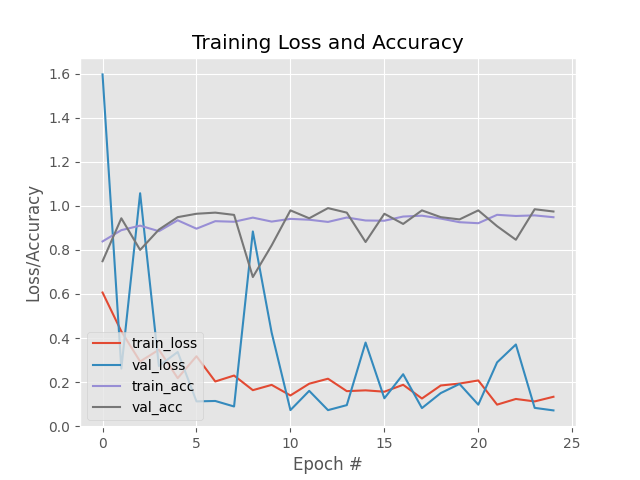 Training Loss and Accuracy
1.6
1.4
1.2
1.0
0.8
0.6
0.4
0.2
0.0
Loss/Accuracy
train_loss
val_loss
train_acc
val_acc
0 5 10 15 20 25
Epoch #